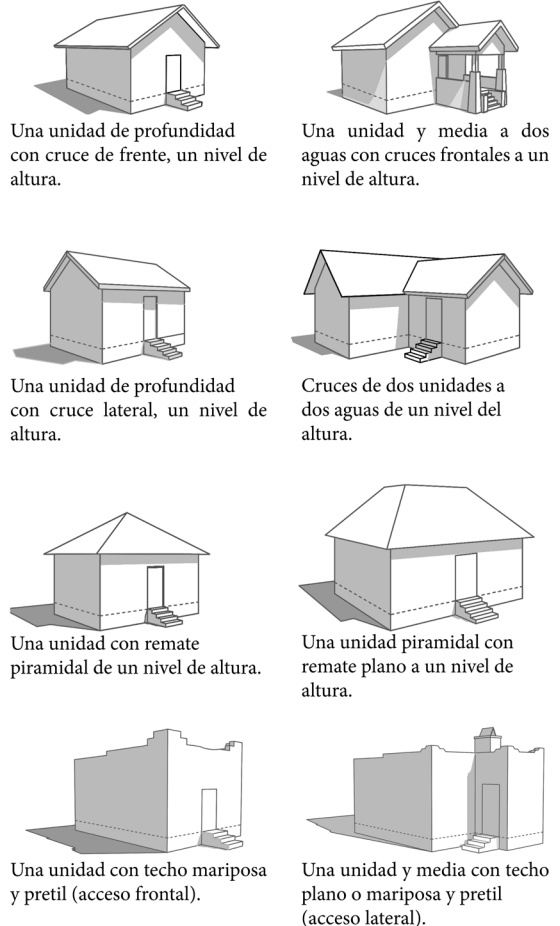 Una unidad de profundidad
con cruce de frente, un nivel de
altura.
Una unidad y media a dos
aguas con cruces frontales a un
nivel de altura.
Una unidad de profundidad
con cruce lateral, un nivel de
altura.
Cruces de dos unidades a
dos aguas de un nivel del
altura.
Una unidad con remate
piramidal de un nivel de altura.
Una unidad piramidal con
remate plano a un nivel de
altura.
Una unidad con techo mariposa
y pretil (acceso frontal).
Una unidad y media con techo
plano o mariposa y pretil
(acceso lateral).